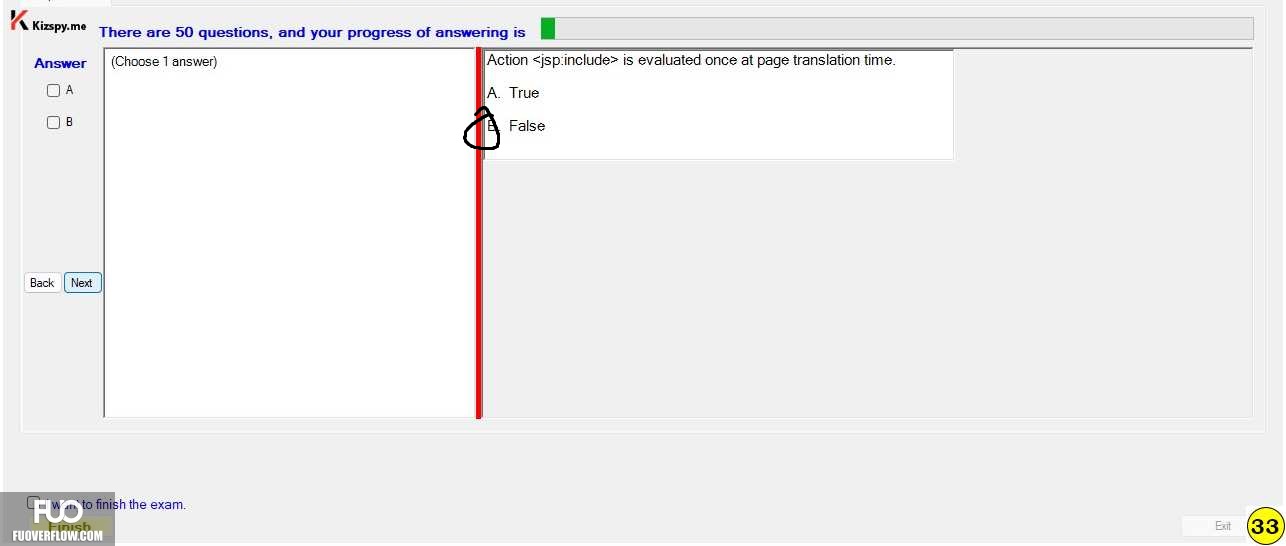 Kizspy.me
There are 50 questions, and your progress of answering is
Answer
(Choose 1 answer)
A
B
Action <jsp:include> is evaluated once at page translation time.
A. True
B. False
Back
Next
I want to finish the exam.
Finish
FUO
FUOVERFLOW.COM
Exit
33